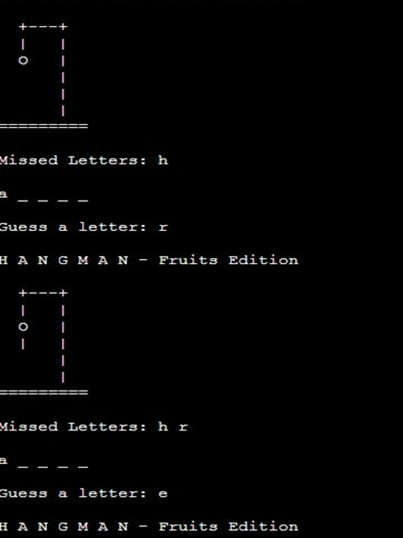 +---+
|   |
O   |
    |
    |
    |
=========
Missed Letters: h
a _ _ _ _
Guess a letter: r
H A N G M A N - Fruits Edition
+---+
|   |
O   |
|   |
    |
    |
=========
Missed Letters: h r
a _ _ _ _
Guess a letter: e
H A N G M A N - Fruits Edition